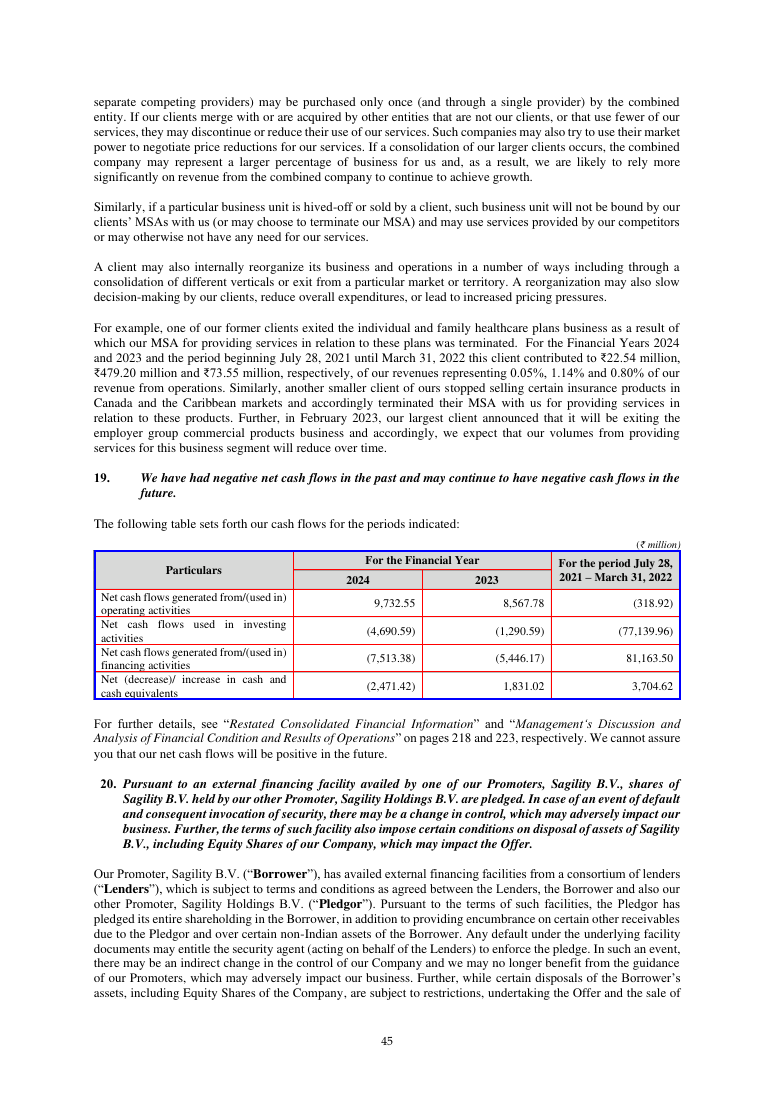 separate competing providers) may be purchased only once (and through a single provider) by the combined
entity. If our clients merge with or are acquired by other entities that are not our clients, or that use fewer of our
services, they may discontinue or reduce their use of our services. Such companies may also try to use their market
power to negotiate price reductions for our services. If a consolidation of our larger clients occurs, the combined
company may represent a larger percentage of business for us and, as a result, we are likely to rely more
significantly on revenue from the combined company to continue to achieve growth.
Similarly, if a particular business unit is hived-off or sold by a client, such business unit will not be bound by our
clients’ MSAs with us (or may choose to terminate our MSA) and may use services provided by our competitors
or may otherwise not have any need for our services.
A client may also internally reorganize its business and operations in a number of ways including through a
consolidation of different verticals or exit from a particular market or territory. A reorganization may also slow
decision-making by our clients, reduce overall expenditures, or lead to increased pricing pressures.
For example, one of our former clients exited the individual and family healthcare plans business as a result of
which our MSA for providing services in relation to these plans was terminated. For the Financial Years 2024
and 2023 and the period beginning July 28, 2021 until March 31, 2022 this client contributed to ₹22.54 million,
₹479.20 million and ₹73.55 million, respectively, of our revenues representing 0.05%, 1.14% and 0.80% of our
revenue from operations. Similarly, another smaller client of ours stopped selling certain insurance products in
Canada and the Caribbean markets and accordingly terminated their MSA with us for providing services in
relation to these products. Further, in February 2023, our largest client announced that it will be exiting the
employer group commercial products business and accordingly, we expect that our volumes from providing
services for this business segment will reduce over time.
19. We have had negative net cash flows in the past and may continue to have negative cash flows in the
future.
The following table sets forth our cash flows for the periods indicated:
(₹ million)
Particulars For the Financial Year For the period July 28,
2024 2023 2021 – March 31, 2022
Net cash flows generated from/(used in)
operating activities 9,732.55 8,567.78 (318.92)
Net cash flows used in investing
activities (4,690.59) (1,290.59) (77,139.96)
Net cash flows generated from/(used in)
financing activities (7,513.38) (5,446.17) 81,163.50
Net (decrease)/ increase in cash and
cash equivalents (2,471.42) 1,831.02 3,704.62
For further details, see “Restated Consolidated Financial Information” and “Management’s Discussion and
Analysis of Financial Condition and Results of Operations” on pages 218 and 223, respectively. We cannot assure
you that our net cash flows will be positive in the future.
20. Pursuant to an external financing facility availed by one of our Promoters, Sagility B.V., shares of
Sagility B.V. held by our other Promoter, Sagility Holdings B.V. are pledged. In case of an event of default
and consequent invocation of security, there may be a change in control, which may adversely impact our
business. Further, the terms of such facility also impose certain conditions on disposal of assets of Sagility
B.V., including Equity Shares of our Company, which may impact the Offer.
Our Promoter, Sagility B.V. (“Borrower”), has availed external financing facilities from a consortium of lenders
(“Lenders”), which is subject to terms and conditions as agreed between the Lenders, the Borrower and also our
other Promoter, Sagility Holdings B.V. (“Pledgor”). Pursuant to the terms of such facilities, the Pledgor has
pledged its entire shareholding in the Borrower, in addition to providing encumbrance on certain other receivables
due to the Pledgor and over certain non-Indian assets of the Borrower. Any default under the underlying facility
documents may entitle the security agent (acting on behalf of the Lenders) to enforce the pledge. In such an event,
there may be an indirect change in the control of our Company and we may no longer benefit from the guidance
of our Promoters, which may adversely impact our business. Further, while certain disposals of the Borrower’s
assets, including Equity Shares of the Company, are subject to restrictions, undertaking the Offer and the sale of
45